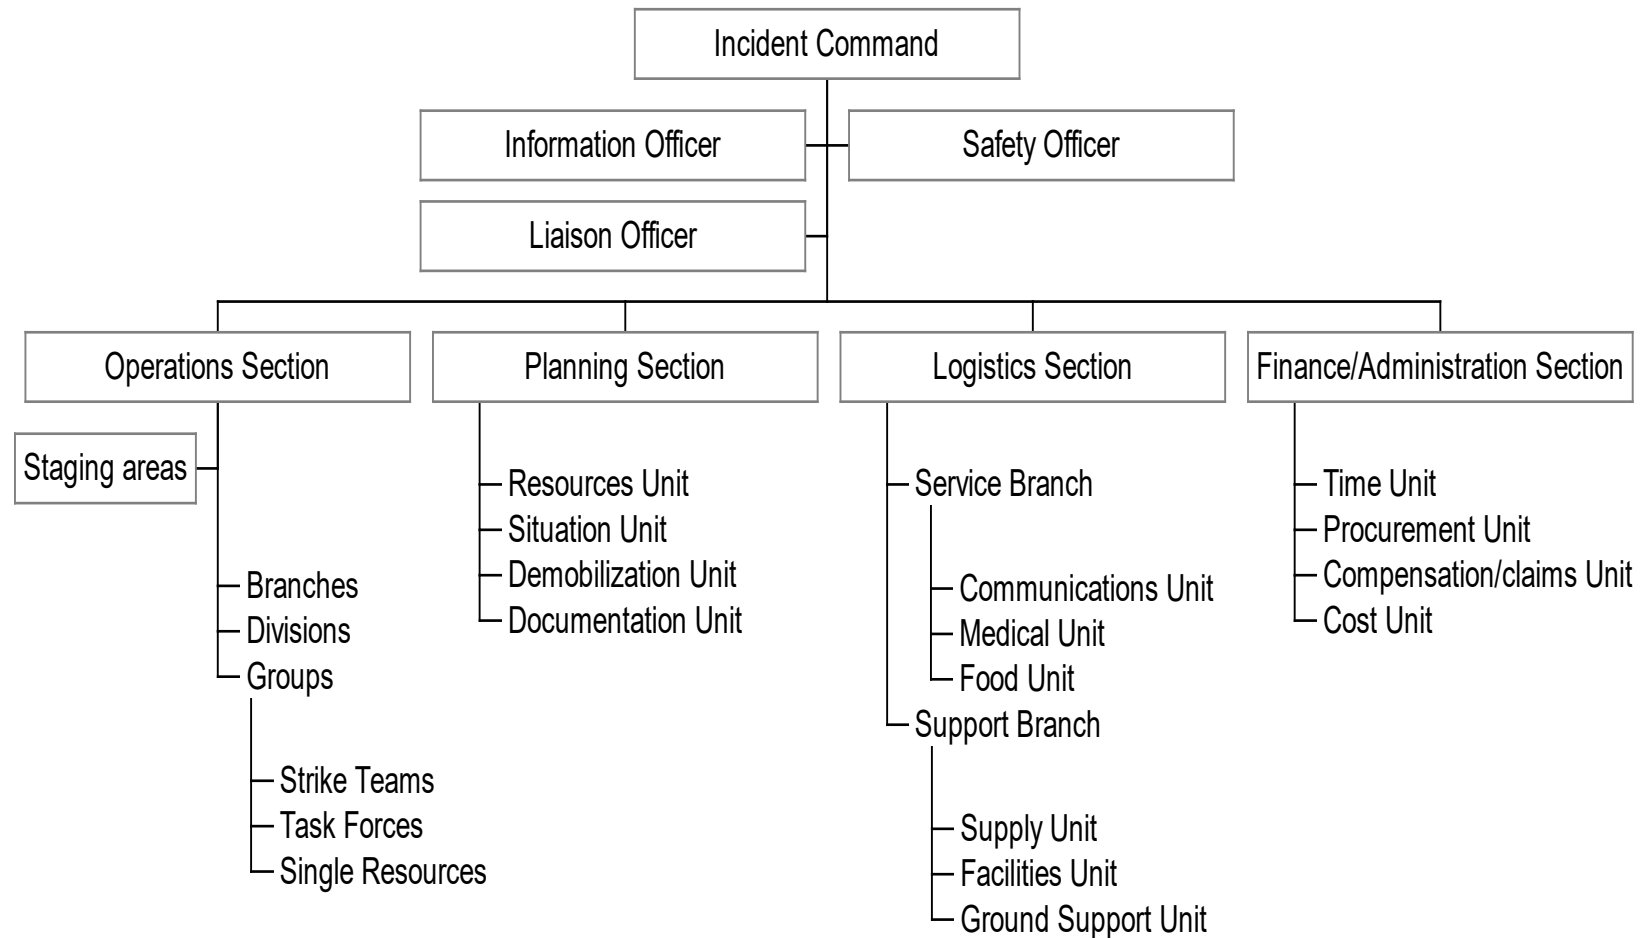 Incident Command
Information Officer
Safety Officer
Liaison Officer
Operations Section
Planning Section
Logistics Section
Finance/Administration Section
Staging areas
Branches
Divisions
Groups
Strike Teams
Task Forces
Single Resources
Resources Unit
Situation Unit
Demobilization Unit
Documentation Unit
Service Branch
Communications Unit
Medical Unit
Food Unit
Support Branch
Supply Unit
Facilities Unit
Ground Support Unit
Time Unit
Procurement Unit
Compensation/claims Unit
Cost Unit